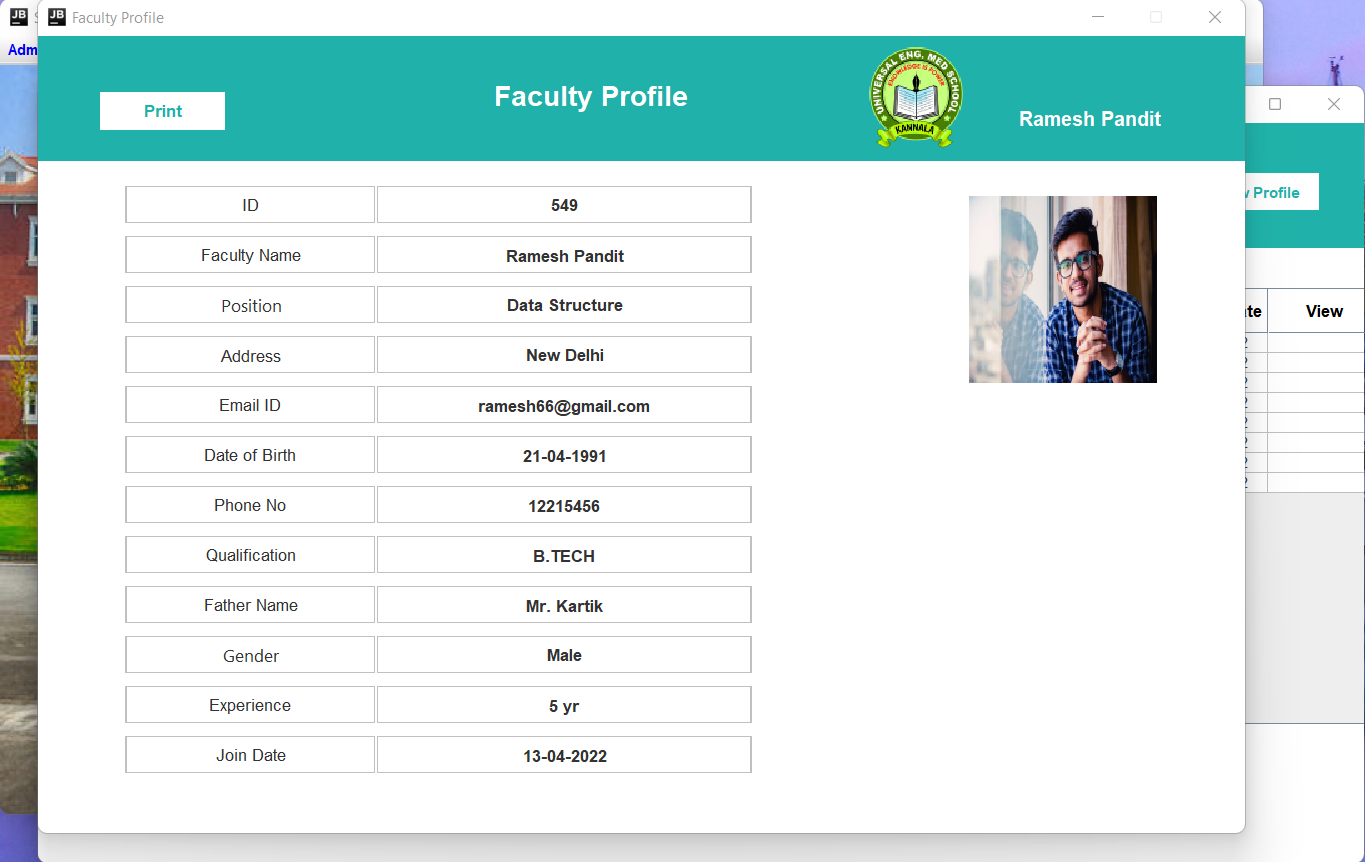 Faculty Profile
Adm
Print
Faculty Profile
UNIVERSAL ENG. MED SCHOOL
KNOWLEDGE IS POWER
KANNALA
Ramesh Pandit
Profile
ID 549
Faculty Name Ramesh Pandit
Position Data Structure
Address New Delhi
Email ID ramesh66@gmail.com
Date of Birth 21-04-1991
Phone No 12215456
Qualification B.TECH
Father Name Mr. Kartik
Gender Male
Experience 5 yr
Join Date 13-04-2022
View